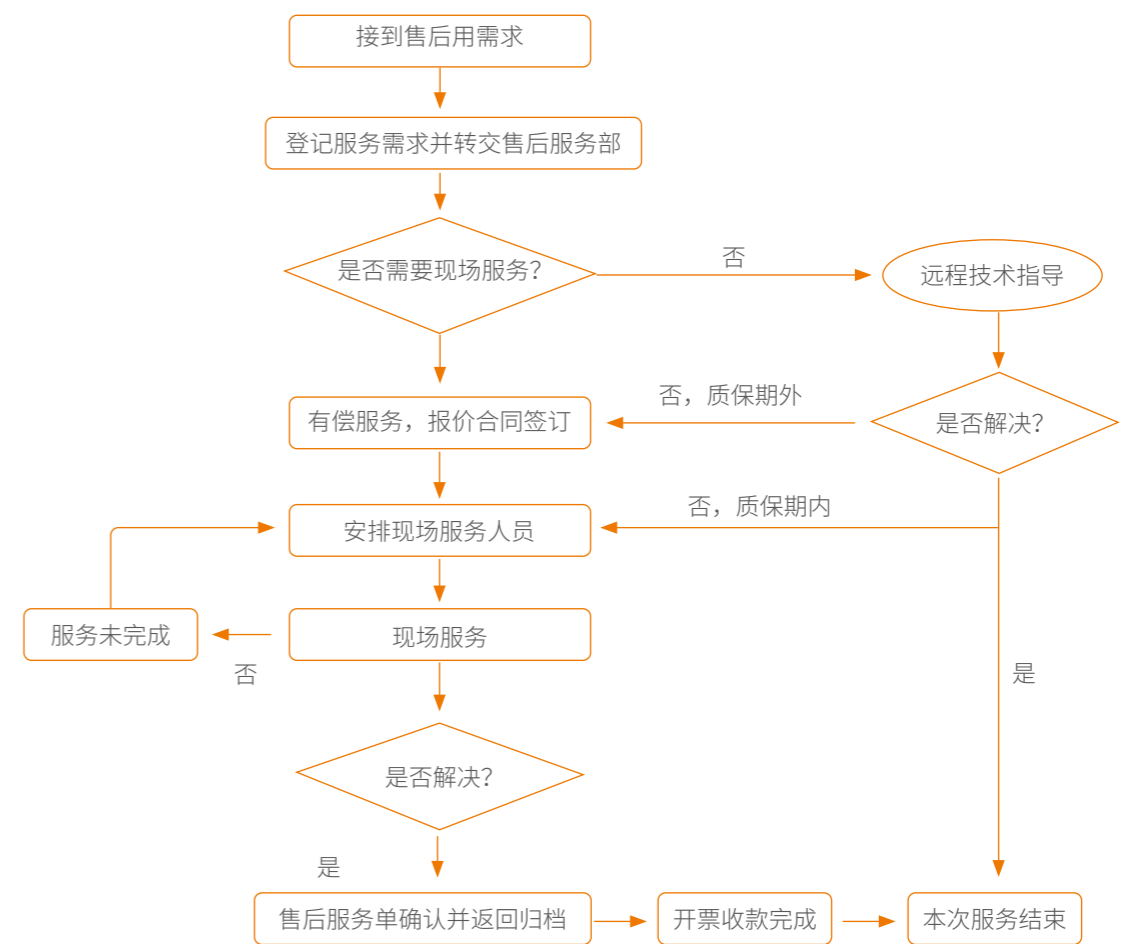 接到售后用需求
登记服务需求并转交售后服务部
是否需要现场服务?
否
远程技术指导
否，质保期外
有偿服务，报价合同签订
是否解决?
否，质保期内
安排现场服务人员
服务未完成
现场服务
否
是
是否解决?
是
售后服务单确认并返回归档
开票收款完成
本次服务结束